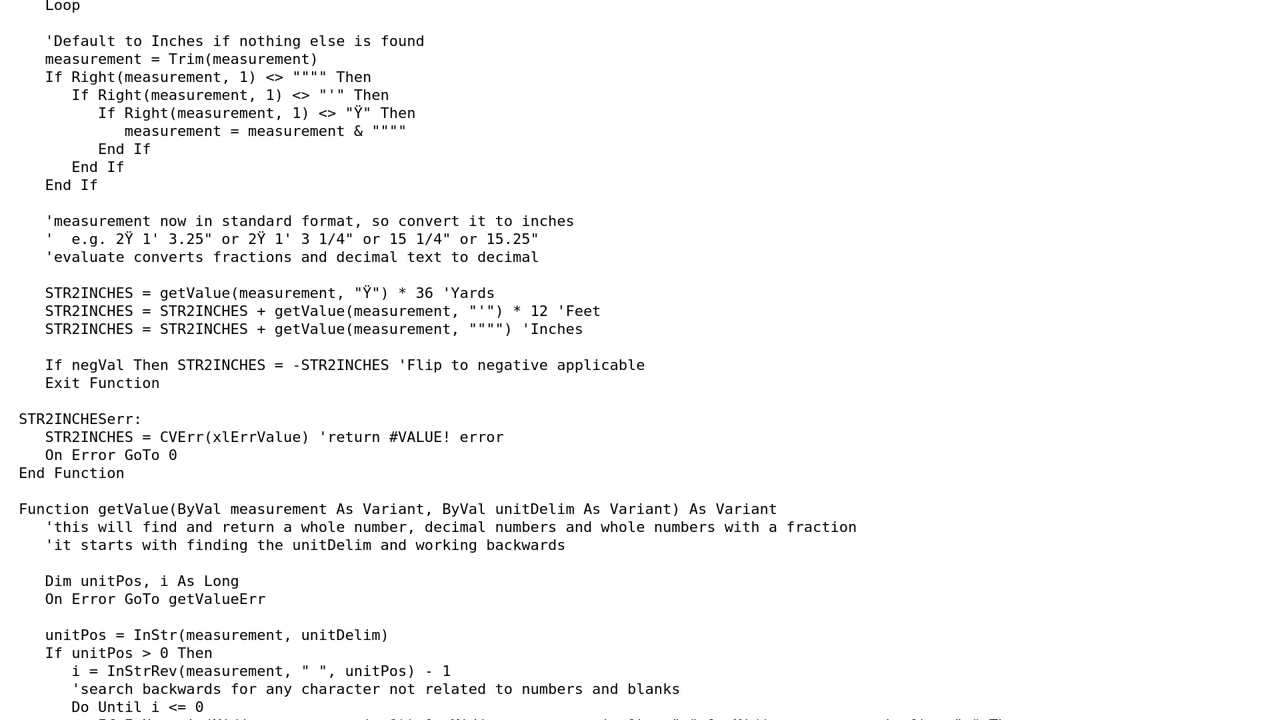 Loop
'Default to Inches if nothing else is found
measurement = Trim(measurement)
If Right(measurement, 1) <> """" Then
If Right(measurement, 1) <> "'" Then
If Right(measurement, 1) <> "Ÿ" Then
measurement = measurement & """"
End If
End If
End If
'measurement now in standard format, so convert it to inches
'  e.g. 2Ÿ 1' 3.25" or 2Ÿ 1' 3 1/4" or 15 1/4" or 15.25"
'evaluate converts fractions and decimal text to decimal
STR2INCHES = getValue(measurement, "Ÿ") * 36 'Yards
STR2INCHES = STR2INCHES + getValue(measurement, "'") * 12 'Feet
STR2INCHES = STR2INCHES + getValue(measurement, """") 'Inches
If negVal Then STR2INCHES = -STR2INCHES 'Flip to negative applicable
Exit Function
STR2INCHESerr:
STR2INCHES = CVErr(xlErrValue) 'return #VALUE! error
On Error GoTo 0
End Function
Function getValue(ByVal measurement As Variant, ByVal unitDelim As Variant) As Variant
'this will find and return a whole number, decimal numbers and whole numbers with a fraction
'it starts with finding the unitDelim and working backwards
Dim unitPos, i As Long
On Error GoTo getValueErr
unitPos = InStr(measurement, unitDelim)
If unitPos > 0 Then
i = InStrRev(measurement, " ", unitPos) - 1
'search backwards for any character not related to numbers and blanks
Do Until i <= 0